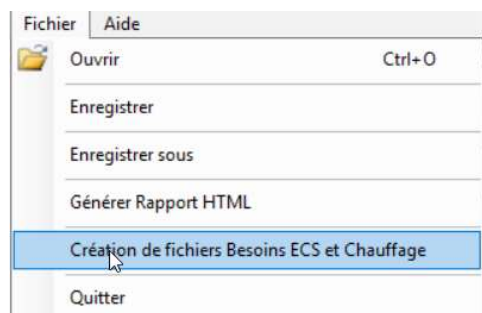 Fichier Aide
Ouvrir Ctrl+O
Enregistrer
Enregistrer sous
Générer Rapport HTML
Création de fichiers Besoins ECS et Chauffage
Quitter